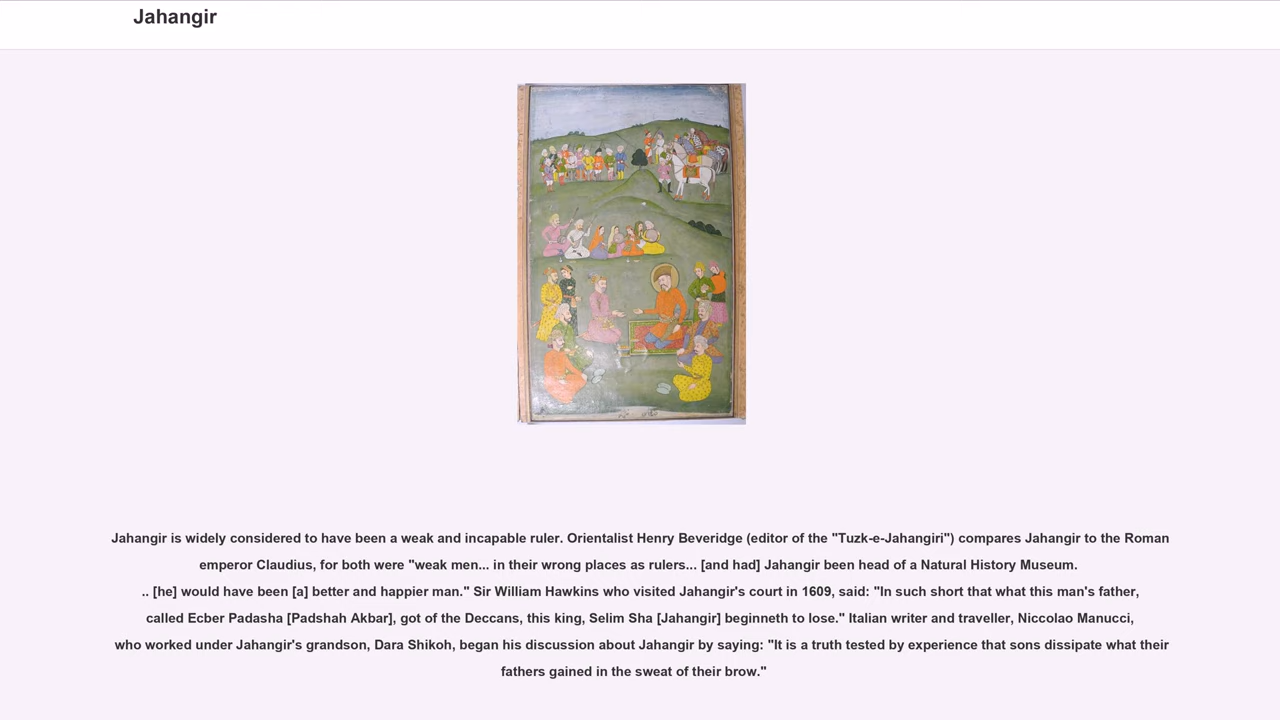 Jahangir
Jahangir is widely considered to have been a weak and incapable ruler. Orientalist Henry Beveridge (editor of the "Tuzk-e-Jahangiri") compares Jahangir to the Roman
emperor Claudius, for both were "weak men... in their wrong places as rulers... [and had] Jahangir been head of a Natural History Museum.
.. [he] would have been [a] better and happier man." Sir William Hawkins who visited Jahangir's court in 1609, said: "In such short that what this man's father,
called Ecber Padasha [Padshah Akbar], got of the Deccans, this king, Selim Sha [Jahangir] beginneth to lose." Italian writer and traveller, Niccolao Manucci,
who worked under Jahangir's grandson, Dara Shikoh, began his discussion about Jahangir by saying: "It is a truth tested by experience that sons dissipate what their
fathers gained in the sweat of their brow."